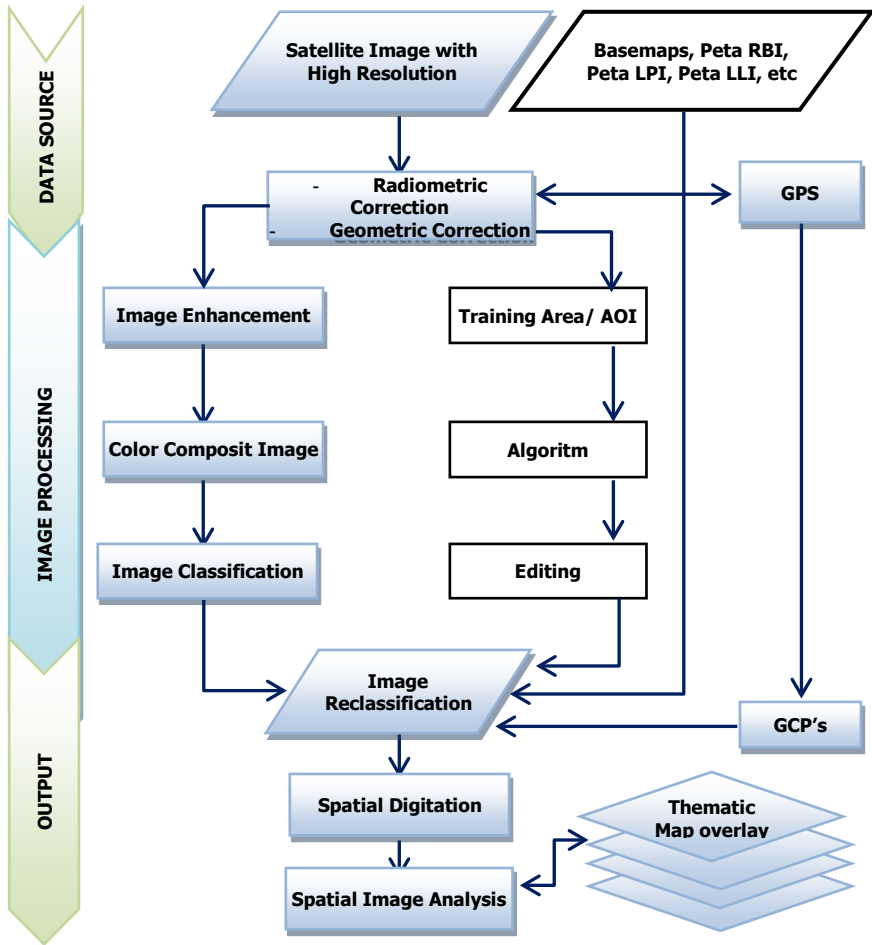 DATA SOURCE
Satellite Image with
High Resolution
Basemaps, Peta RBI,
Peta LPI, Peta LLI, etc
- Radiometric
Correction
- Geometric Correction
GPS
IMAGE PROCESSING
Image Enhancement
Training Area/ AOI
Color Composit Image
Algoritm
Image Classification
Editing
OUTPUT
Image
Reclassification
GCP's
Spatial Digitation
Thematic
Map overlay
Spatial Image Analysis